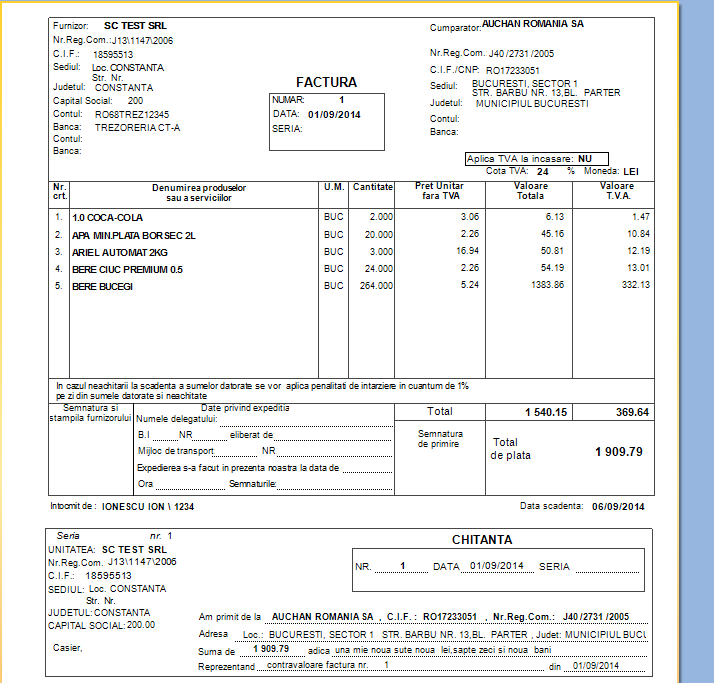 Furnizor: SC TEST SRL
Nr.Reg.Com.: J13\1147\2006
C.I.F.: 18595513
Sediul: Loc. CONSTANTA
Str. Nr.
Judetul: CONSTANTA
Capital Social: 200
Contul: RO68TREZ12345
Banca: TREZORERIA CT-A
Contul:
Banca:
FACTURA
NUMAR: 1
DATA: 01/09/2014
SERIA:
Cumparator: AUCHAN ROMANIA SA
Nr.Reg.Com. J40/2731/2005
C.I.F./CNP: RO17233051
Sediul: BUCURESTI, SECTOR 1
STR. BARBU NR. 13,BL. PARTER
Judetul: MUNICIPIUL BUCURESTI
Contul:
Banca:
Aplica TVA la incasare: NU
Cota TVA: 24 % Moneda: LEI
Nr. crt. Denumirea produselor sau a serviciilor U.M. Cantitate Pret Unitar fara TVA Valoare Totala Valoare T.V.A.
1. 1.0 COCA-COLA BUC 2.000 3.06 6.13 1.47
2. APA MIN.PLATA BORSEC 2L BUC 20.000 2.26 45.16 10.84
3. ARIEL AUTOMAT 2KG BUC 3.000 16.94 50.81 12.19
4. BERE CIUC PREMIUM 0.5 BUC 24.000 2.26 54.19 13.01
5. BERE BUCEGI BUC 264.000 5.24 1383.86 332.13
In cazul neachitarii la scadenta a sumelor datorate se vor aplica penalitati de intarziere in cuantum de 1%
pe zi din sumele datorate si neachitate
Semnatura si
stampila furnizorului
Date privind expeditia
Numele delegatului:
B.I NR eliberat de
Mijloc de transport NR
Expedierea s-a facut in prezenta noastra la data de
Ora Semnaturile:
Total 1 540.15 369.64
Semnatura
de primire
Total
de plata
1 909.79
Intocmit de : IONESCU ION \ 1234
Data scadenta: 06/09/2014
Seria nr. 1
UNITATEA: SC TEST SRL
Nr.Reg.Com. J13\1147\2006
C.I.F.: 18595513
SEDIUL: Loc. CONSTANTA
Str. Nr.
JUDETUL: CONSTANTA
CAPITAL SOCIAL: 200.00
Casier,
CHITANTA
NR. 1 DATA 01/09/2014 SERIA
Am primit de la AUCHAN ROMANIA SA , C.I.F. : RO17233051 , Nr.Reg.Com.: J40/2731/2005
Adresa Loc.: BUCURESTI, SECTOR 1 STR. BARBU NR. 13,BL. PARTER , Judet: MUNICIPIUL BUCU
Suma de 1 909.79 adica una mie noua sute noua lei,sapte zeci si noua bani
Reprezentand contravaloare factura nr. 1 din 01/09/2014